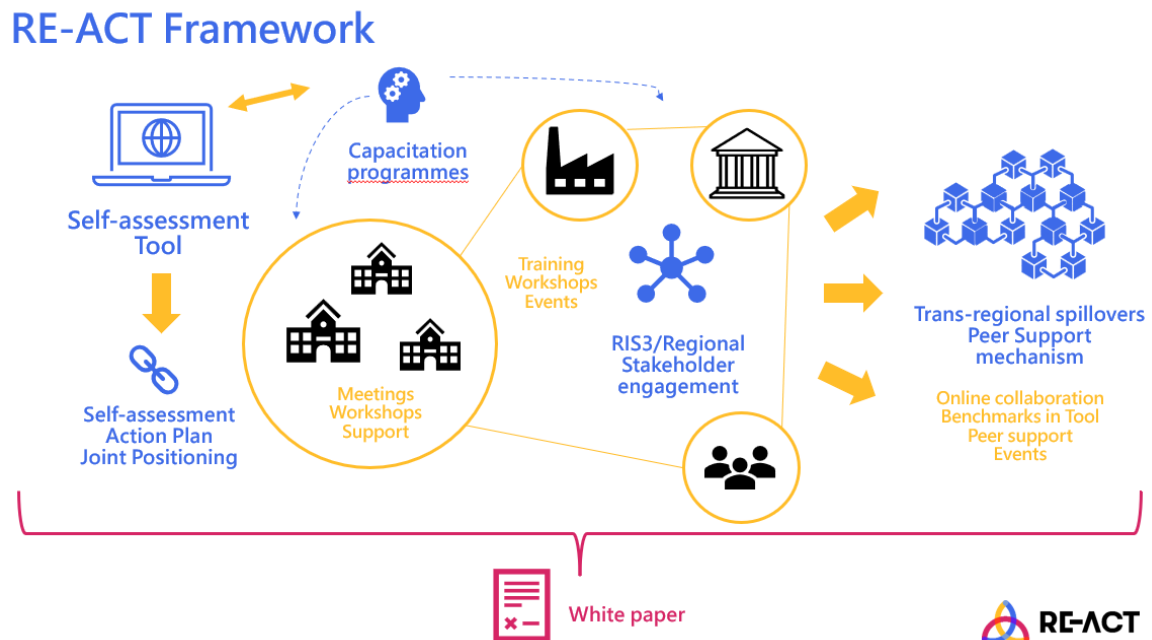 RE-ACT Framework
Capacitation
programmes
Self-assessment
Tool
Self-assessment
Action Plan
Joint Positioning
Meetings
Workshops
Support
Training
Workshops
Events
RIS3/Regional
Stakeholder
engagement
Trans-regional spillovers
Peer Support
mechanism
Online collaboration
Benchmarks in Tool
Peer support
Events
White paper
RE-ACT